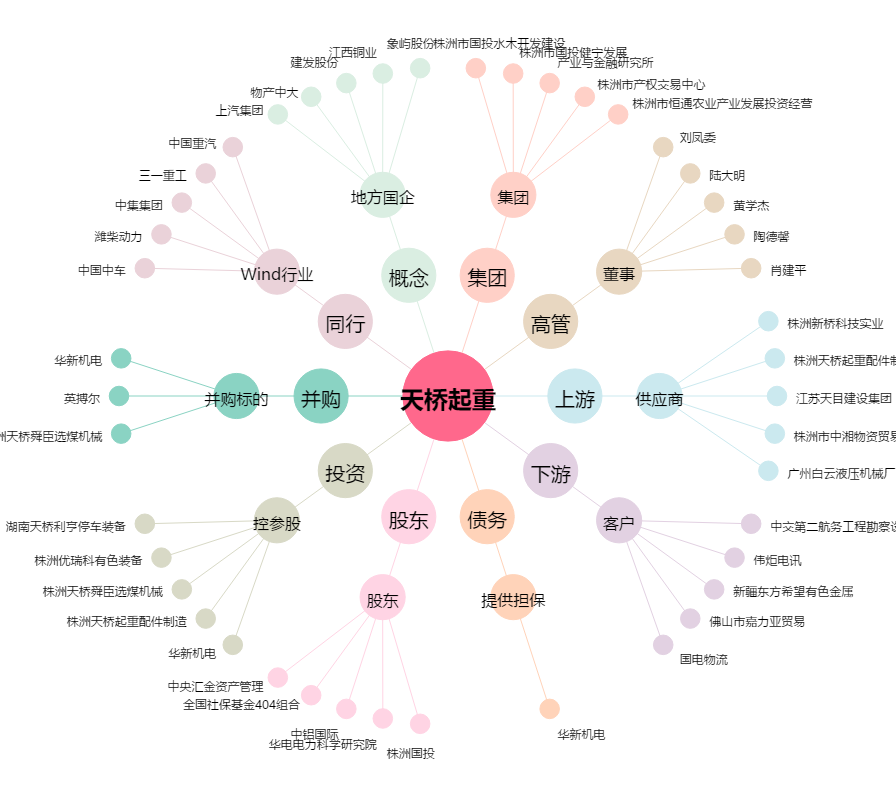 象屿股份
株洲市国投水木开发建设
江西铜业
株洲市国投健宁发展
建发股份
产业与金融研究所
物产中大
株洲市产权交易中心
上汽集团
株洲市恒通农业产业发展投资经营
中国重汽
刘凤委
三一重工
陆大明
地方国企
集团
中集集团
黄学杰
潍柴动力
陶德馨
中国中车
Wind行业
概念
集团
董事
肖建平
同行
高管
株洲新桥科技实业
华新机电
株洲天桥起重配件制
英搏尔
并购标的
并购
天桥起重
上游
供应商
江苏天目建设集团
洲天桥舜臣选煤机械
株洲市中湘物资贸易
投资
下游
广州白云液压机械厂
湖南天桥利亨停车装备
控参股
股东
债务
客户
中交第二航务工程勘察设
株洲优瑞科有色装备
伟炬电讯
株洲天桥舜臣选煤机械
新疆东方希望有色金属
股东
提供担保
株洲天桥起重配件制造
佛山市嘉力亚贸易
华新机电
国电物流
中央汇金资产管理
全国社保基金404组合
中铝国际
华新机电
华电电力科学研究院
株洲国投